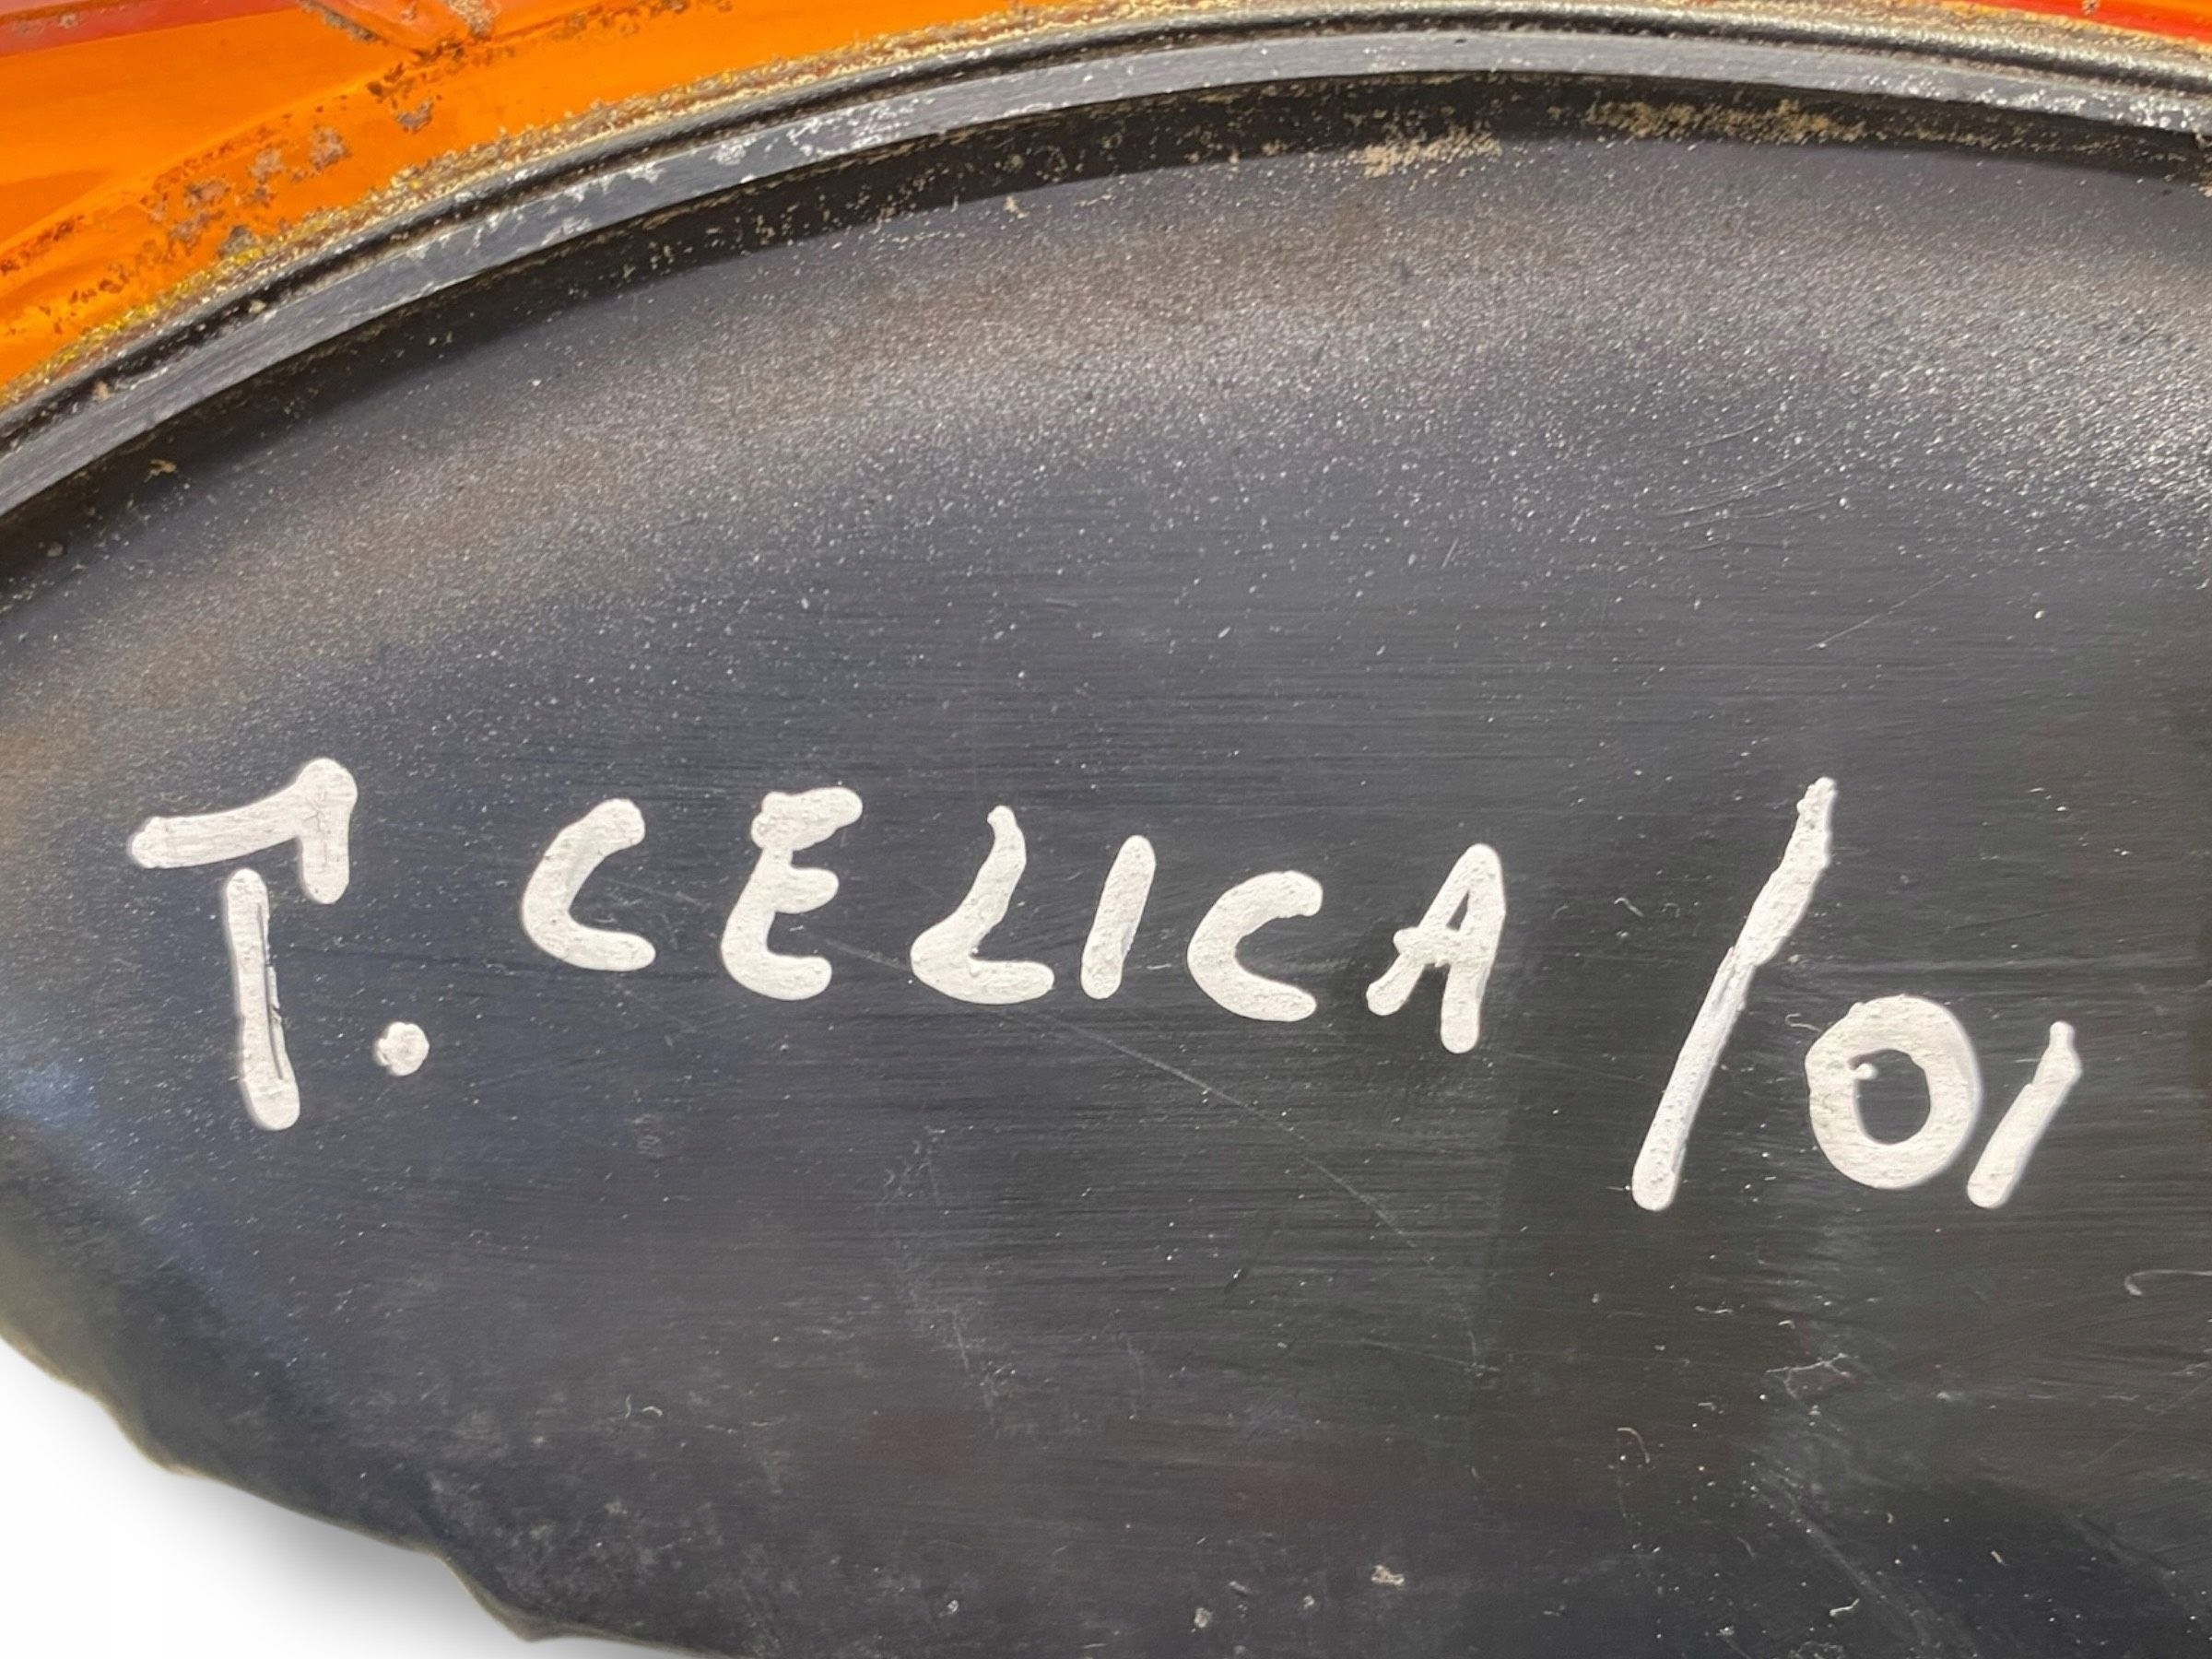 T. CELICA /01